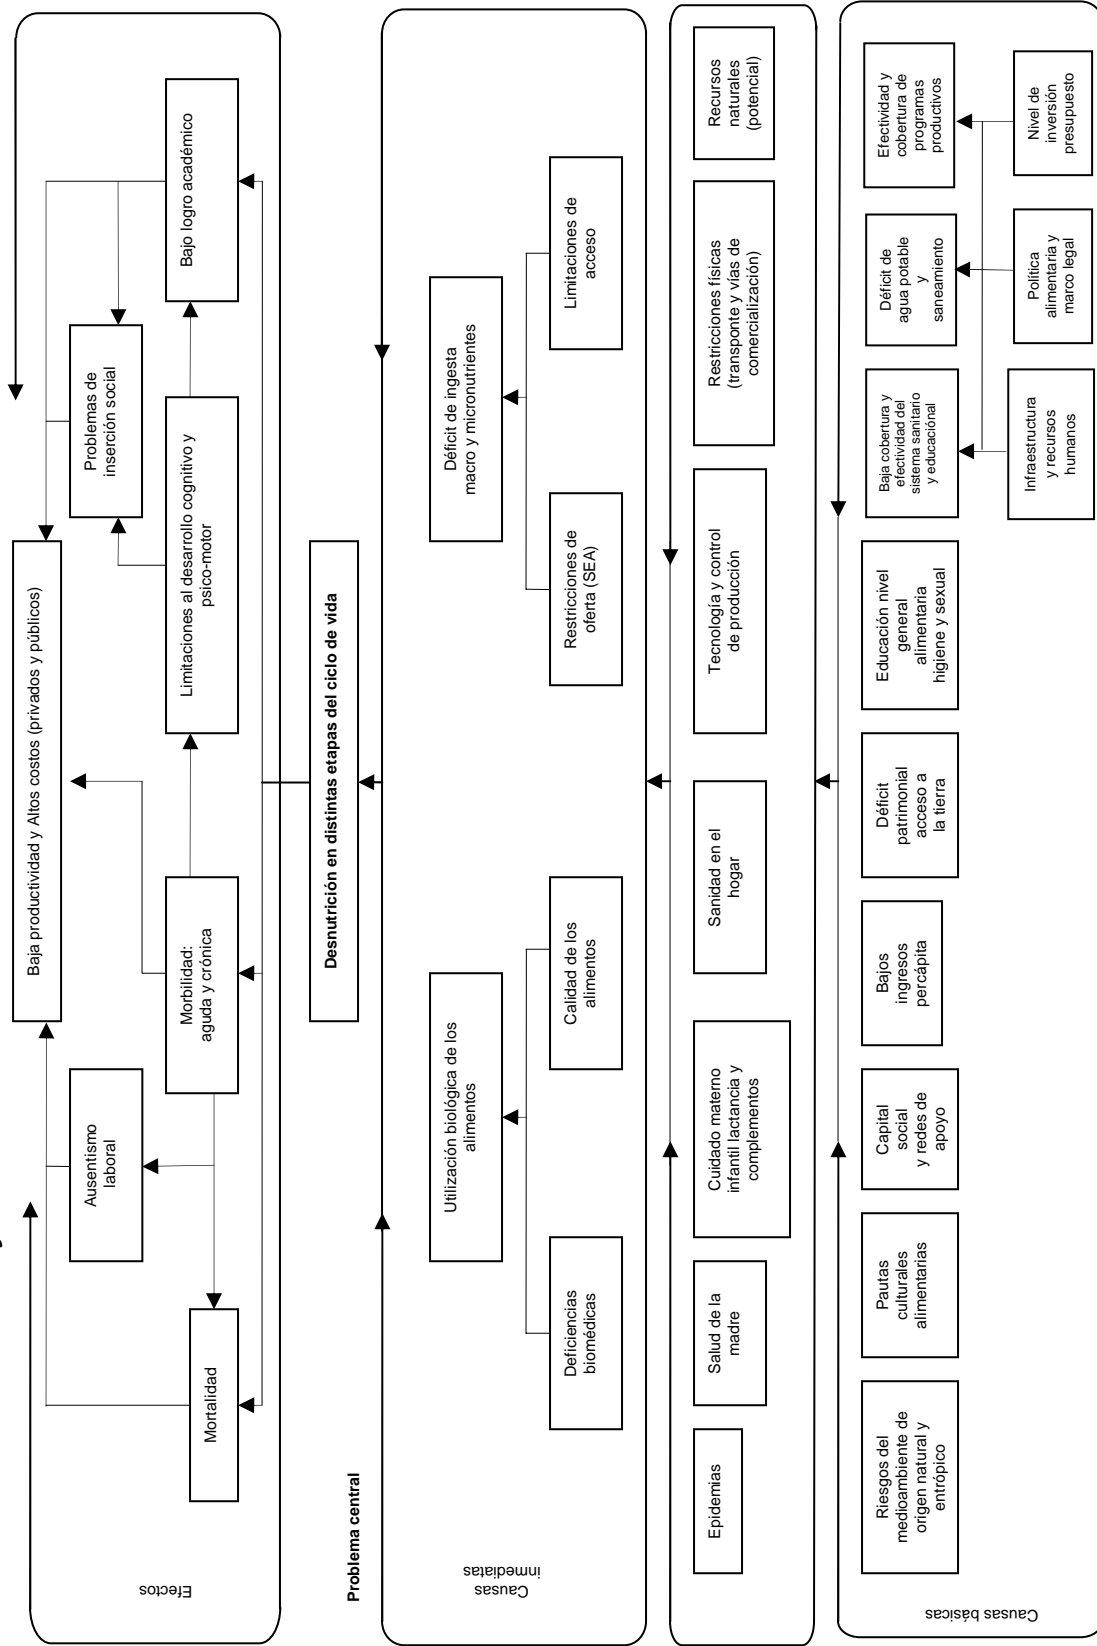 Baja productividad y Altos costos (privados y públicos)
Ausentismo
laboral
Problemas de
inserción social
Mortalidad
Morbilidad:
aguda y crónica
Limitaciones al desarrollo cognitivo y
psico-motor
Bajo logro académico
Efectos
Desnutrición en distintas etapas del ciclo de vida
Problema central
Utilización biológica de los
alimentos
Déficit de ingesta
macro y micronutrientes
Deficiencias
biomédicas
Calidad de los
alimentos
Restricciones de
oferta (SEA)
Limitaciones de
acceso
Causas
inmediatas
Epidemias
Salud de la
madre
Cuidado materno
infantil lactancia y
complementos
Sanidad en el
hogar
Tecnología y control
de producción
Restricciones físicas
(transporte y vías de
comercialización)
Recursos
naturales
(potencial)
Riesgos del
medioambiente de
origen natural y
entrópico
Pautas
culturales
alimentarias
Capital
social
y redes de
apoyo
Bajos
ingresos
percápita
Déficit
patrimonial
acceso a
la tierra
Educación nivel
general
alimentaria
higiene y sexual
Baja cobertura y
efectividad del
sistema sanitario
y educaciónal
Déficit de
agua potable
y
saneamiento
Efectividad y
cobertura de
programas
productivos
Infraestructura
y recursos
humanos
Política
alimentaria y
marco legal
Nivel de
inversión
presupuesto
Causas básicas